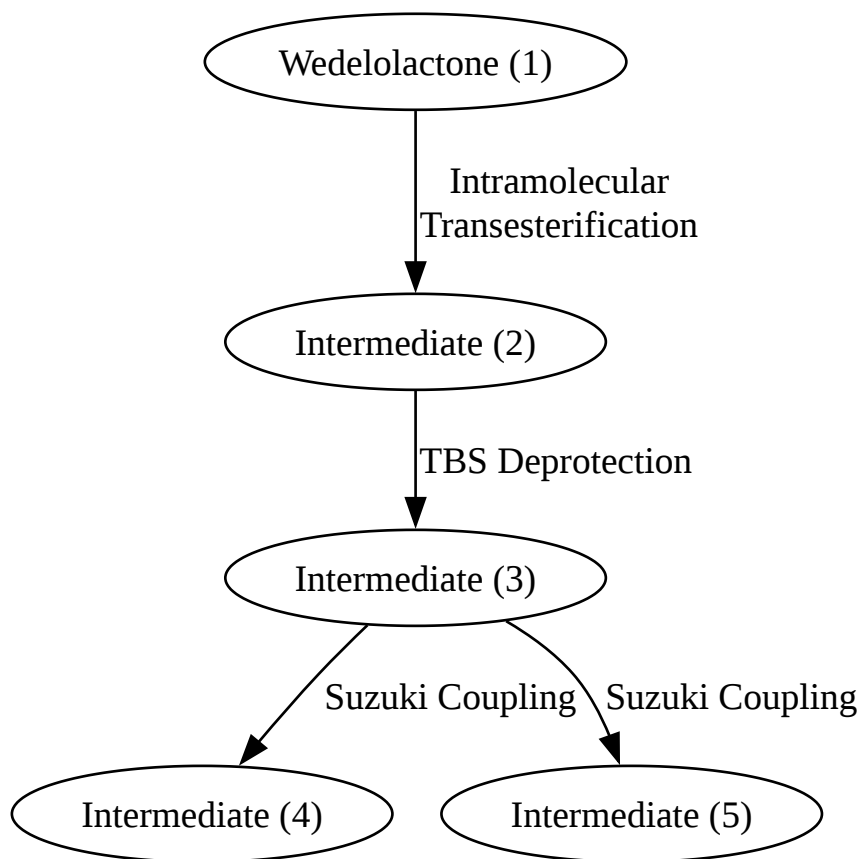 Wedelolactone (1)
Intramolecular
Transesterification
Intermediate (2)
TBS Deprotection
Intermediate (3)
Suzuki Coupling Suzuki Coupling
Intermediate (4) Intermediate (5)